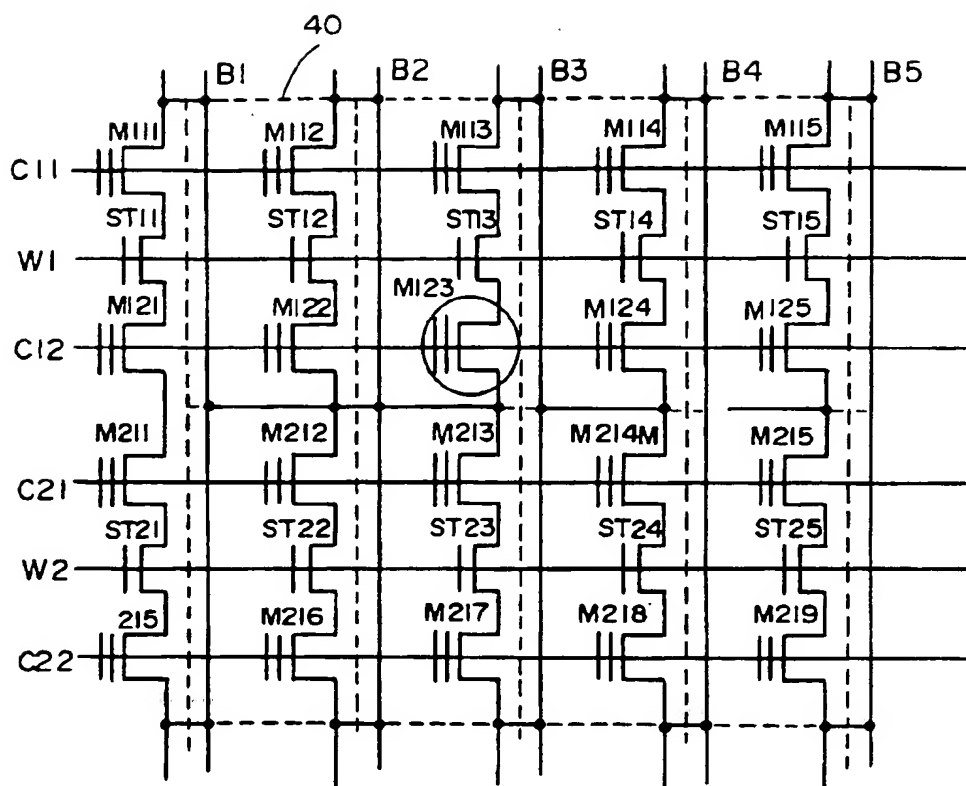 40
B1 B2 B3 B4 B5
M111 M112 M113 M114 M115
C11
ST11 ST12 ST13 ST14 ST15
W1
M123
M121 M122 M124 M125
C12
M211 M212 M213 M214M M215
C21
ST21 ST22 ST23 ST24 ST25
W2
215 M216 M217 M218 M219
C22